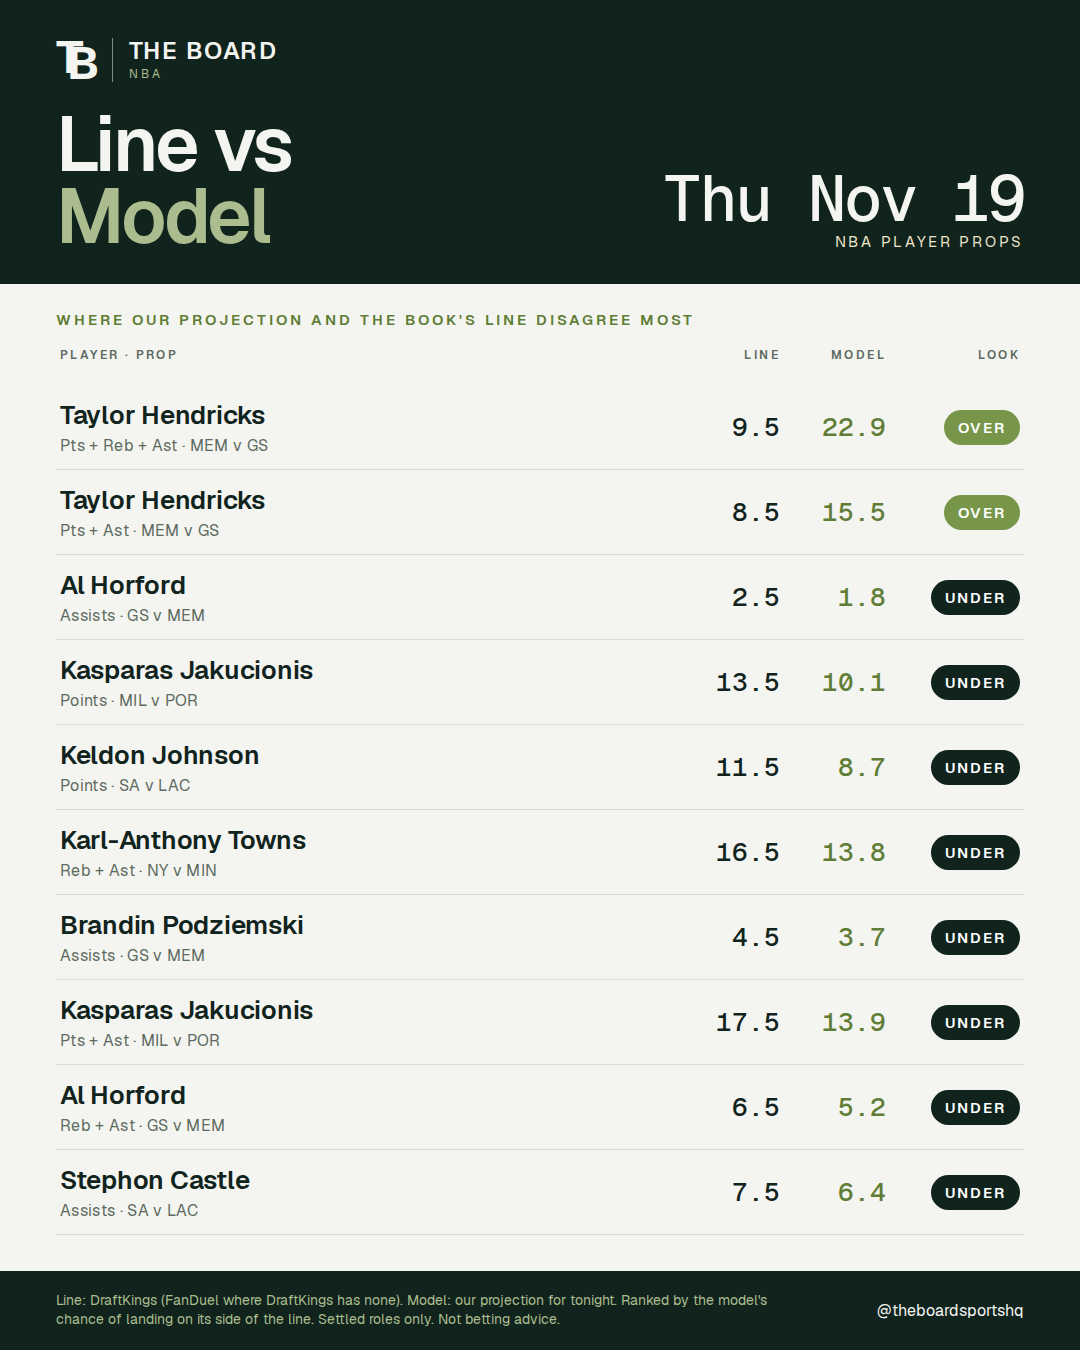 TB
THE BOARD
NBA
Line vs
Model
Thu Nov 19
NBA PLAYER PROPS
WHERE OUR PROJECTION AND THE BOOK'S LINE DISAGREE MOST
PLAYER · PROP LINE MODEL LOOK
Taylor Hendricks
Pts + Reb + Ast · MEM v GS
9.5 22.9 OVER
Taylor Hendricks
Pts + Ast · MEM v GS
8.5 15.5 OVER
Al Horford
Assists · GS v MEM
2.5 1.8 UNDER
Kasparas Jakucionis
Points · MIL v POR
13.5 10.1 UNDER
Keldon Johnson
Points · SA v LAC
11.5 8.7 UNDER
Karl-Anthony Towns
Reb + Ast · NY v MIN
16.5 13.8 UNDER
Brandin Podziemski
Assists · GS v MEM
4.5 3.7 UNDER
Kasparas Jakucionis
Pts + Ast · MIL v POR
17.5 13.9 UNDER
Al Horford
Reb + Ast · GS v MEM
6.5 5.2 UNDER
Stephon Castle
Assists · SA v LAC
7.5 6.4 UNDER
Line: DraftKings (FanDuel where DraftKings has none). Model: our projection for tonight. Ranked by the model's
chance of landing on its side of the line. Settled roles only. Not betting advice.
@theboardsportshq